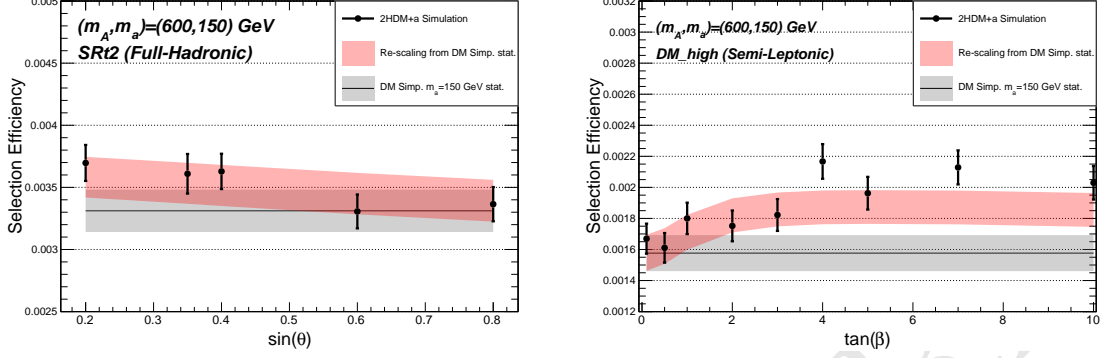 (m_A,m_a)=(600,150) GeV
SRt2 (Full-Hadronic)
2HDM+a Simulation
Re-scaling from DM Simp. stat.
DM Simp. m_a=150 GeV stat.
Selection Efficiency
0.005
0.0045
0.004
0.0035
0.003
0.0025
0.2 0.3 0.4 0.5 0.6 0.7 0.8
sin(θ)
(m_A,m_a)=(600,150) GeV
DM_high (Semi-Leptonic)
2HDM+a Simulation
Re-scaling from DM Simp. stat.
DM Simp. m_a=150 GeV stat.
Selection Efficiency
0.0032
0.003
0.0028
0.0026
0.0024
0.0022
0.002
0.0018
0.0016
0.0014
0.0012
0 2 4 6 8 10
tan(β)